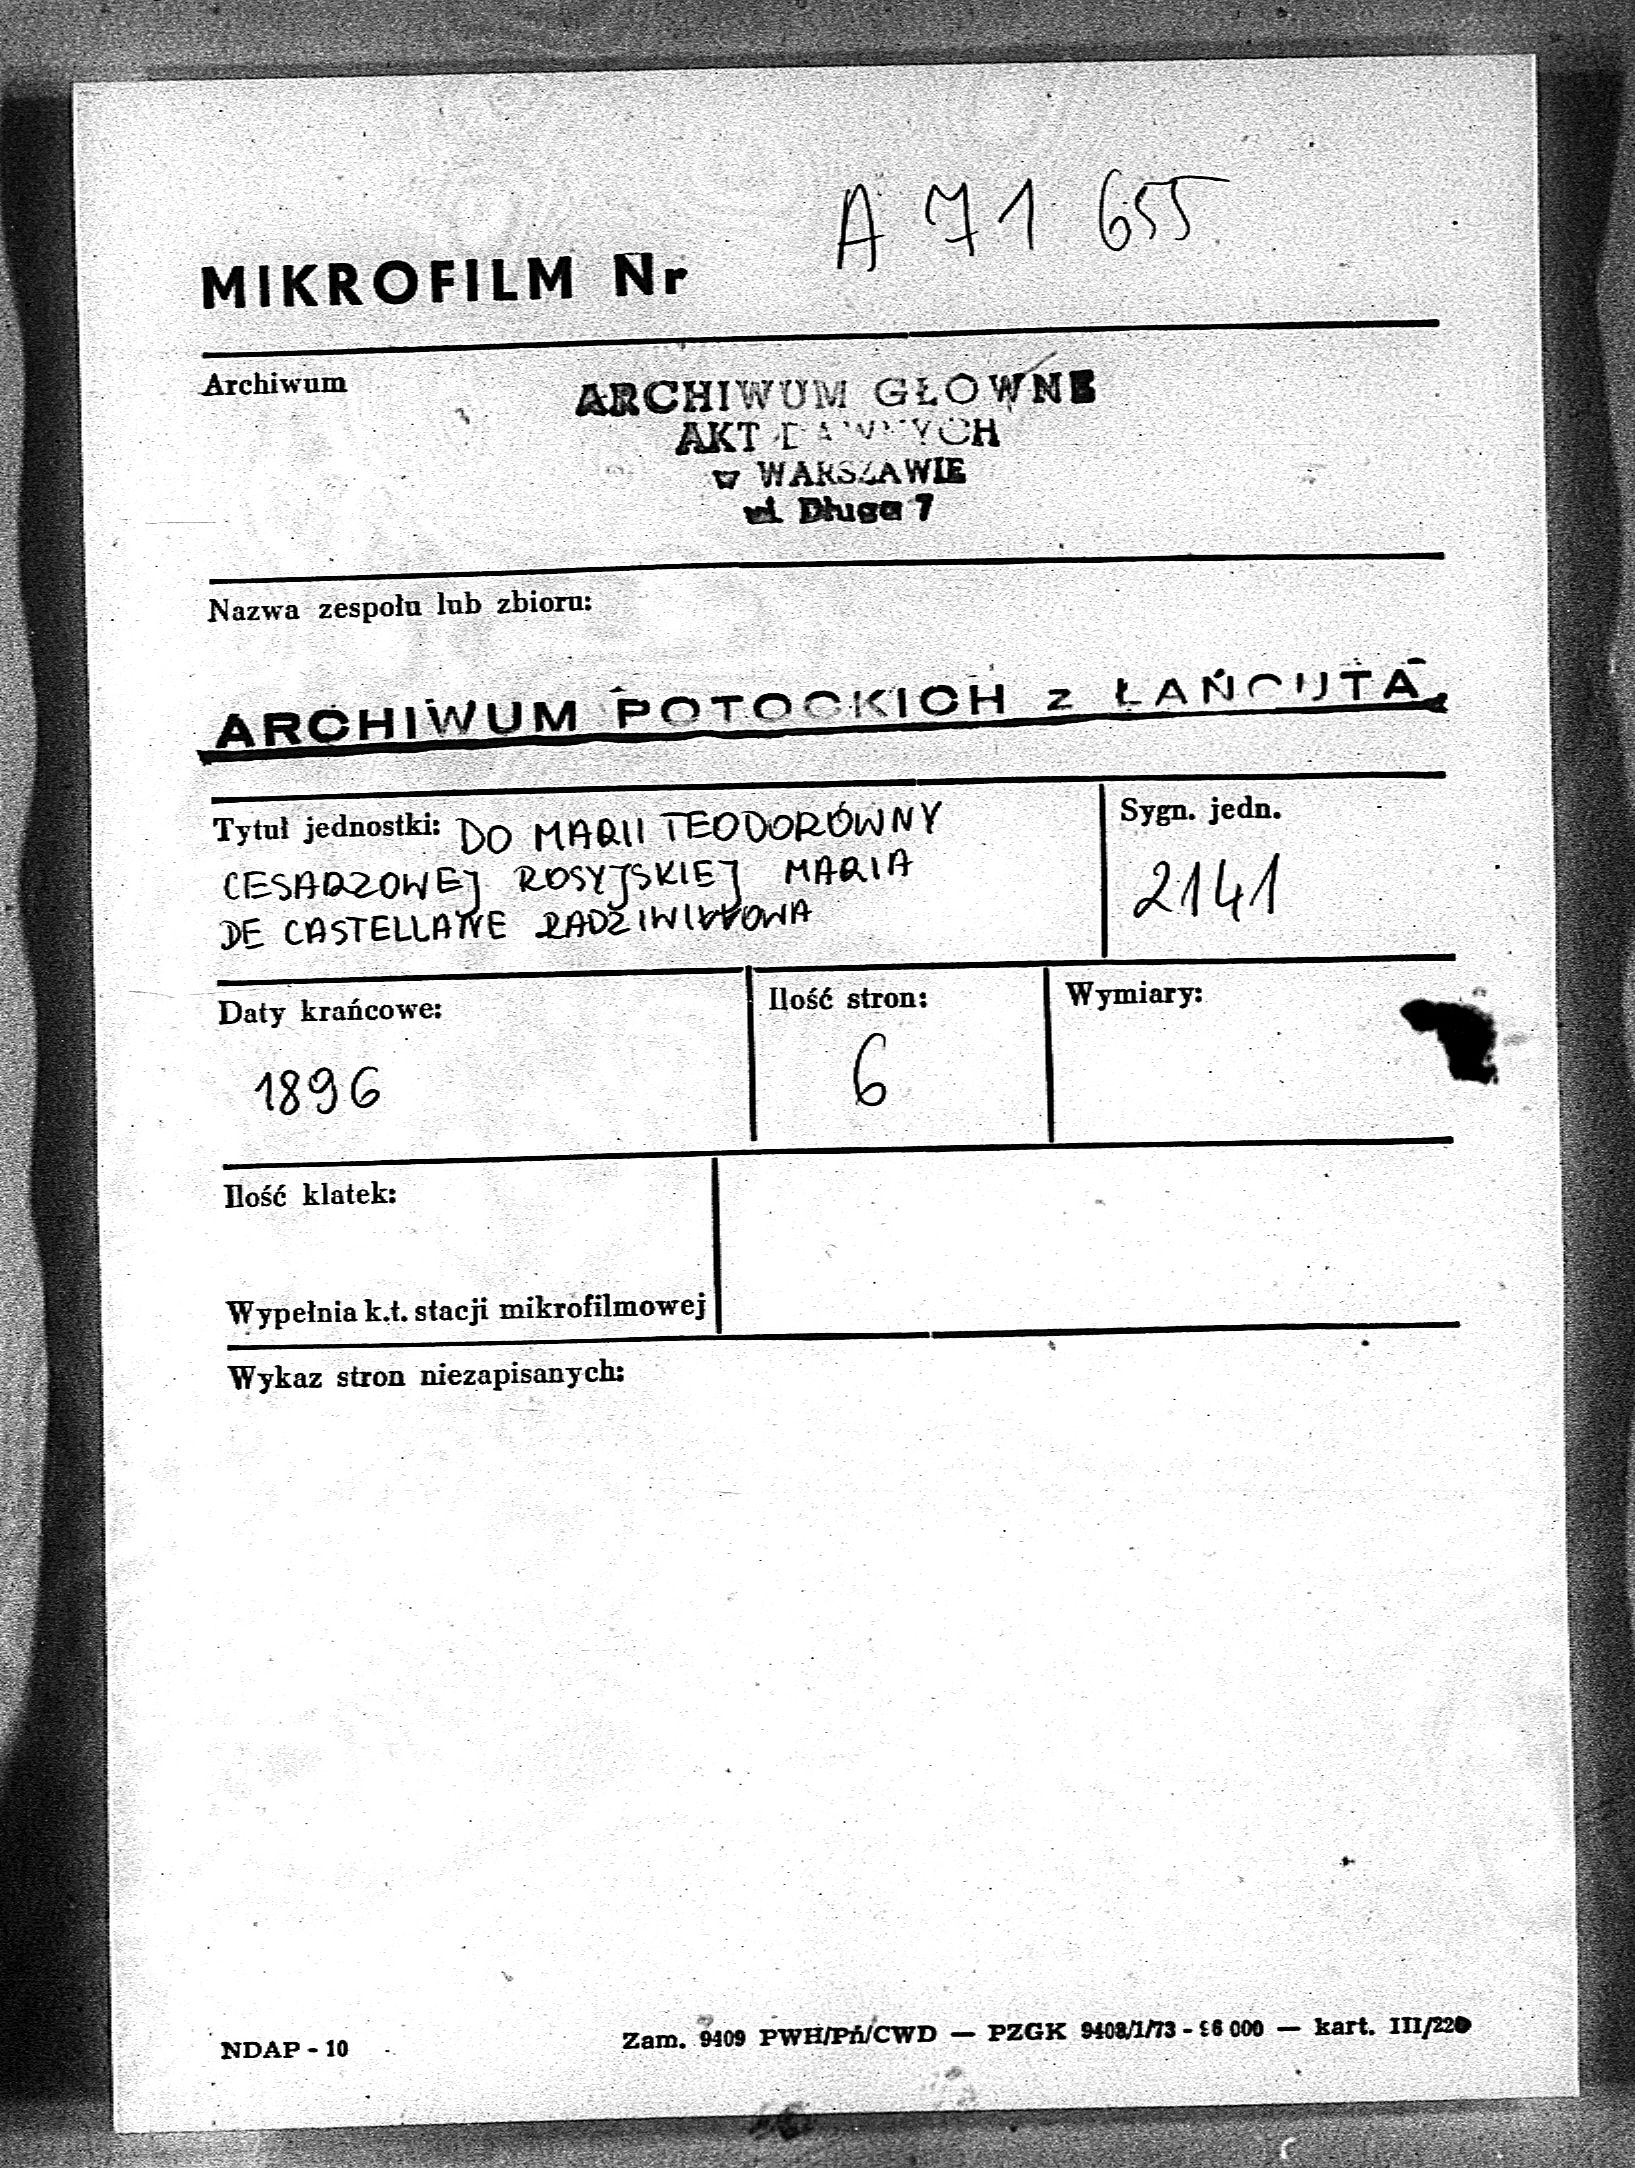 A 71 655
MIKROFILM Nr
Archiwum
ARCHIWUM GŁOWNE
AKT DAWNYCH
w WARSZAWIE
ul. Długa 7
Nazwa zespołu lub zbioru:
ARCHIWUM POTOCKICH z ŁAŃCUTA
Tytuł jednostki: DO MARII TEODORÓWNY
CESARZOWEJ ROSYJSKIEJ MARIA
DE CASTELLANE RADZIWIŁŁOWA
Sygn. jedn.
2141
Daty krańcowe:
1896
Ilość stron:
6
Wymiary:
Ilość klatek:
Wypełnia k.t. stacji mikrofilmowej
Wykaz stron niezapisanych:
NDAP - 10
Zam. 9409 PWH/Pń/CWD — PZGK 9408/1/73 - 000 — kart. III/220